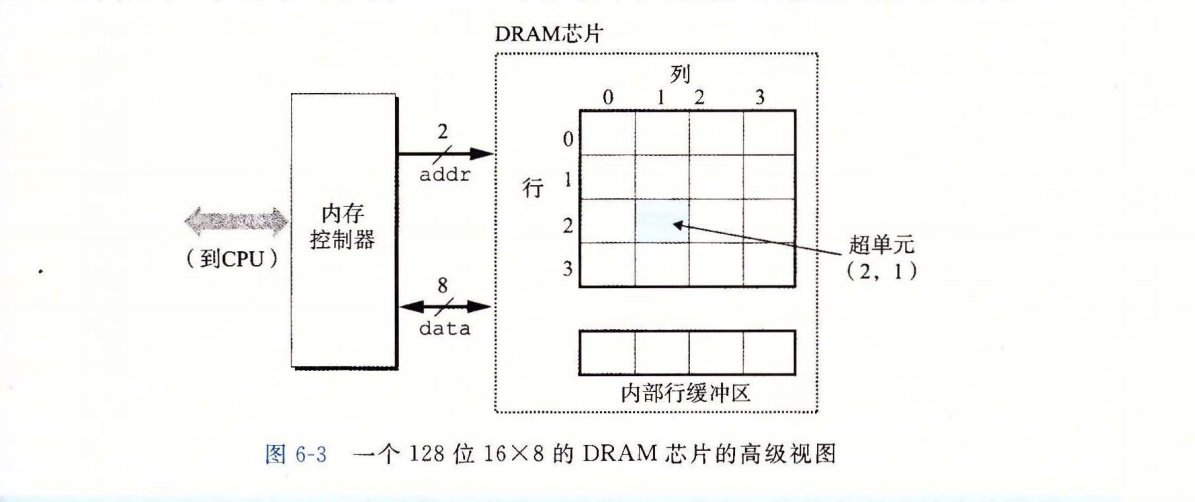 DRAM芯片
列
0 1 2 3
0
1
2
3
行
2
addr
内存
控制器
(到CPU)
8
data
超单元
(2, 1)
内部行缓冲区
图 6-3 一个 128 位 16×8 的 DRAM 芯片的高级视图